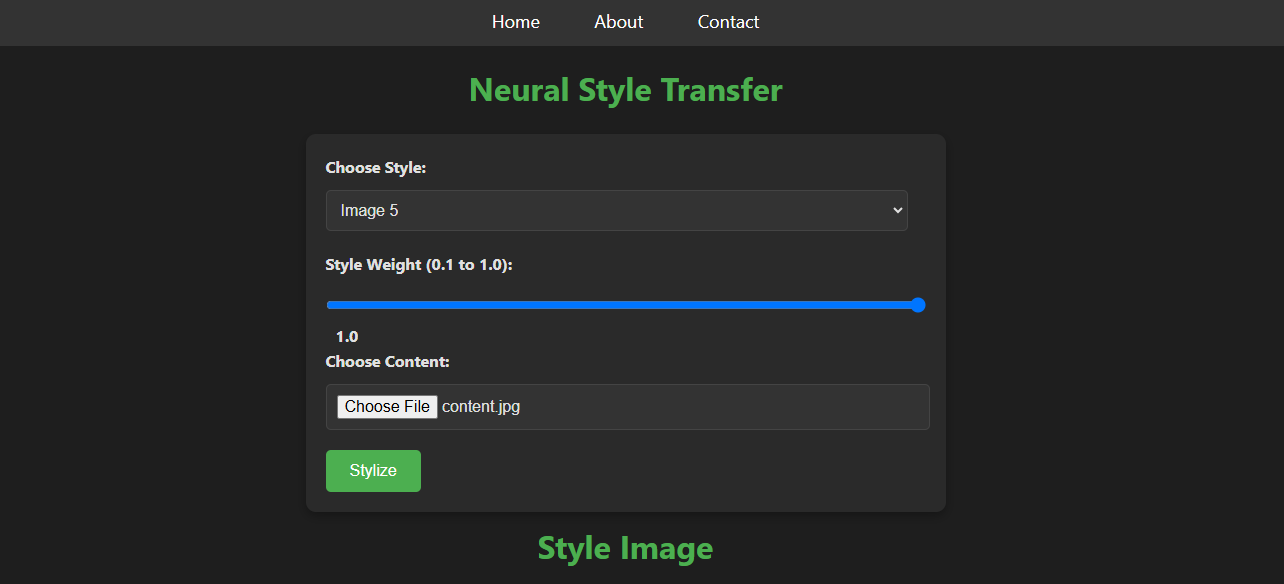 Home About Contact
Neural Style Transfer
Choose Style:
Image 5
Style Weight (0.1 to 1.0):
1.0
Choose Content:
Choose File content.jpg
Stylize
Style Image